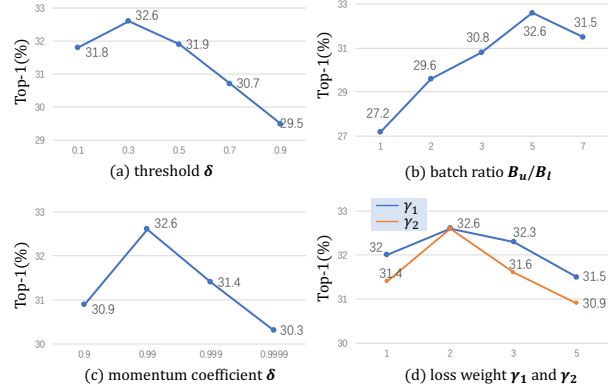 33
32
31
30
29
Top-1(%)
31.8
32.6
31.9
30.7
29.5
0.1 0.3 0.5 0.7 0.9
(a) threshold δ
33
31
29
27
Top-1(%)
27.2
29.6
30.8
32.6
31.5
1 2 3 5 7
(b) batch ratio B_u/B_l
33
32
31
30
Top-1(%)
30.9
32.6
31.4
30.3
0.9 0.99 0.999 0.9999
(c) momentum coefficient δ
γ₁
γ₂
33
32
31
30
Top-1(%)
32
32.6
32.3
31.5
31.4
31.6
30.9
1 2 3 5
(d) loss weight γ₁ and γ₂